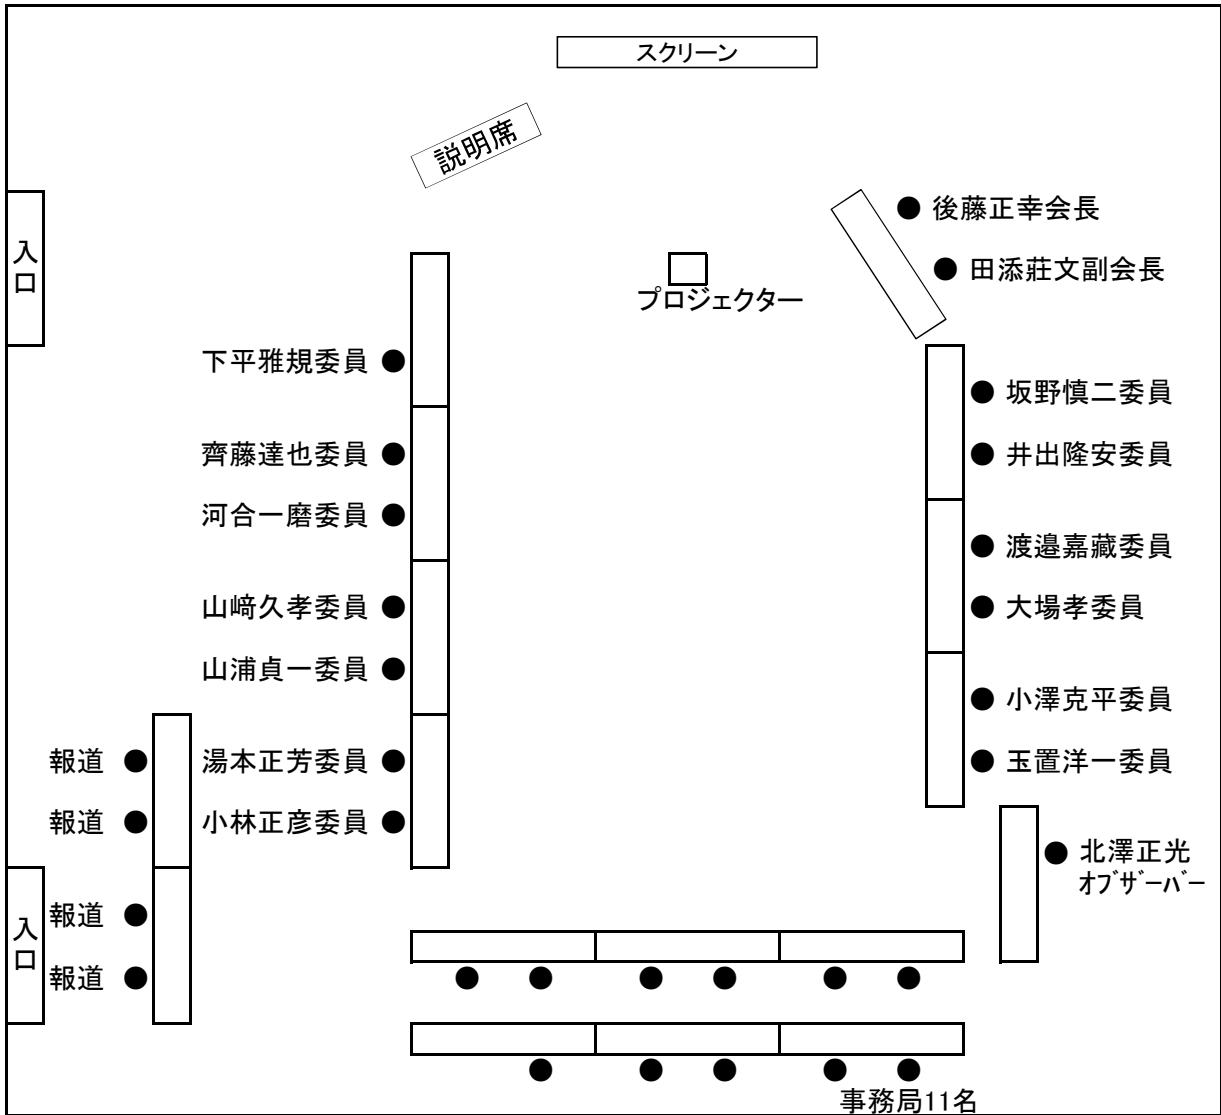 スクリーン
説明席
後藤正幸会長
入口
田添莊文副会長
プロジェクター
下平雅規委員
坂野慎二委員
齊藤達也委員
井出隆安委員
河合一磨委員
渡邉嘉藏委員
山﨑久孝委員
大場孝委員
山浦貞一委員
小澤克平委員
報道
湯本正芳委員
玉置洋一委員
報道
小林正彦委員
北澤正光
オブザーバー
報道
入口
報道
事務局11名